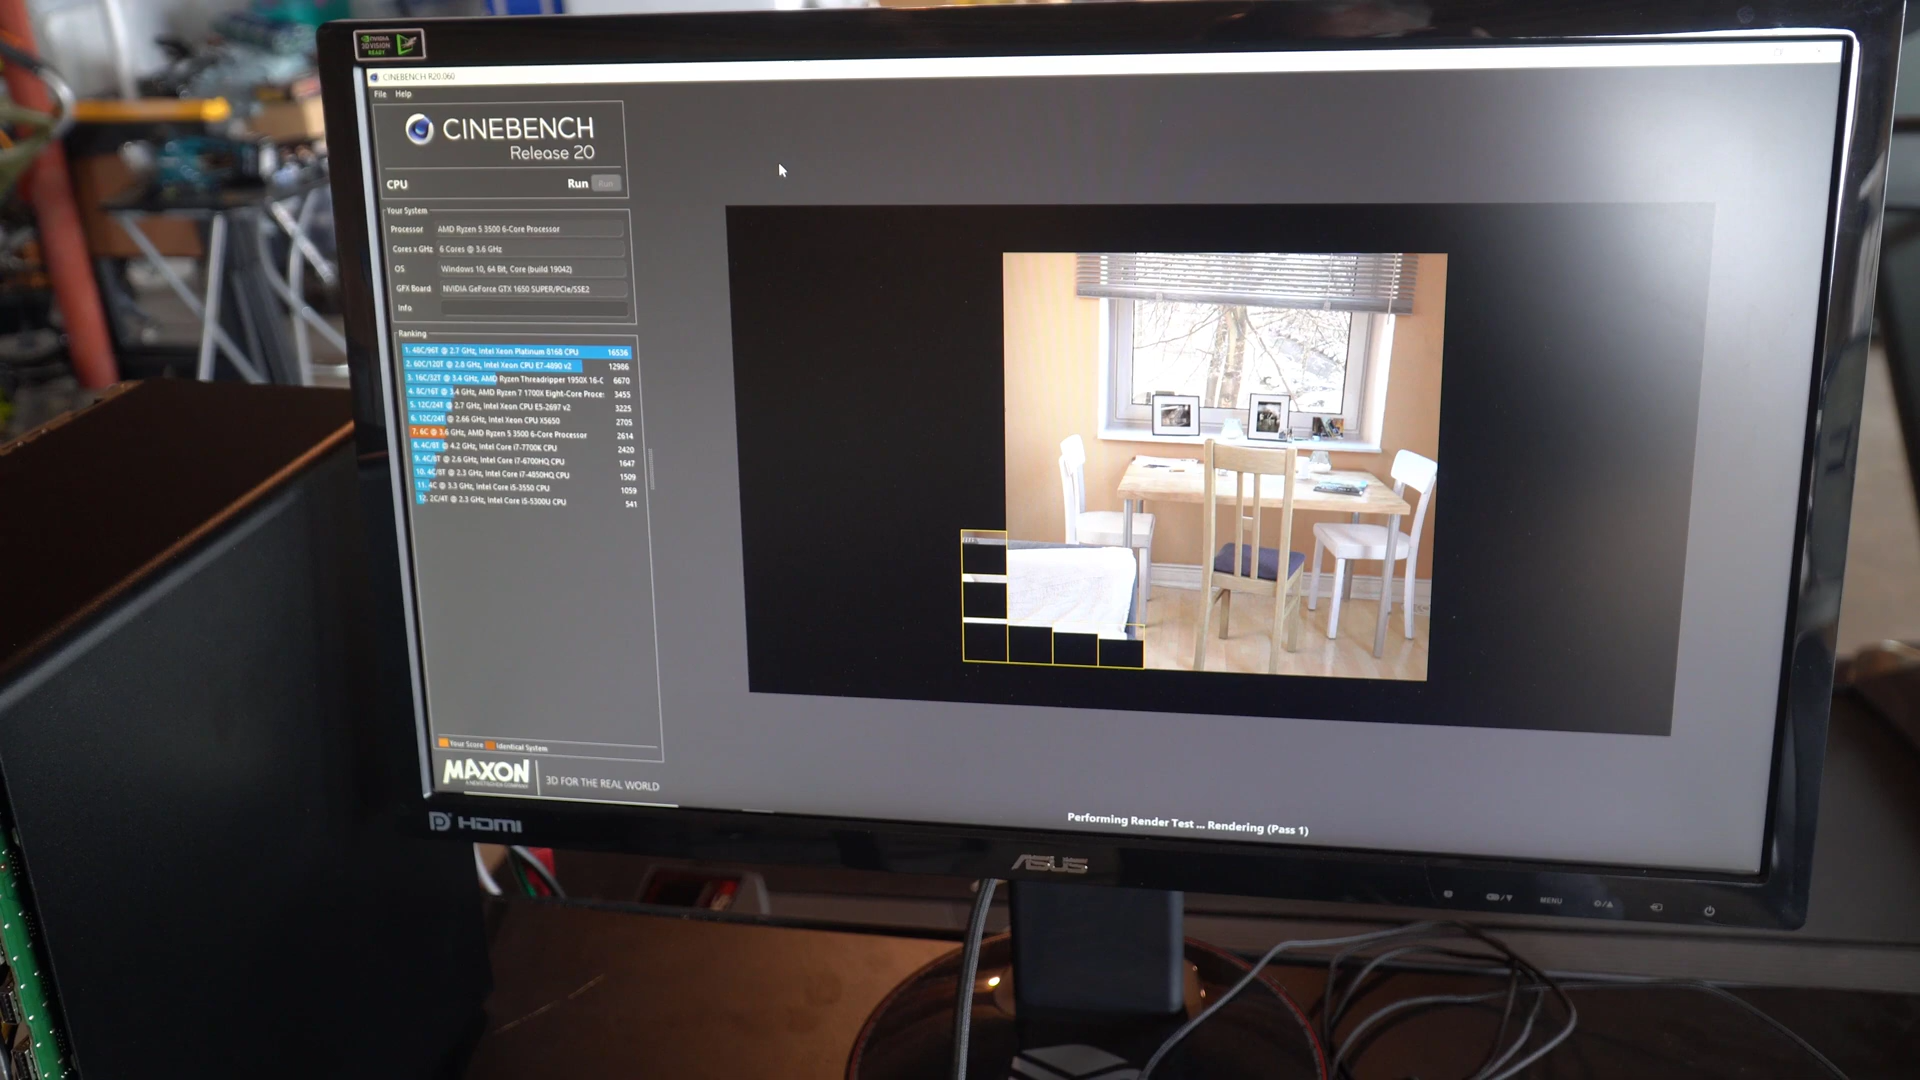 NVIDIA
3D VISION
READY
CINEBENCH R20.060
File Help
CINEBENCH
Release 20
CPU Run Run
Your System
Processor AMD Ryzen 5 3500 6-Core Processor
Cores x GHz 6 Cores @ 3.6 GHz
OS Windows 10, 64 Bit, Core (build 19042)
GFX Board NVIDIA GeForce GTX 1650 SUPER/PCIe/SSE2
Info
Ranking
1. 48C/96T @ 2.7 GHz, Intel Xeon Platinum 8168 CPU 16536
2. 60C/120T @ 2.8 GHz, Intel Xeon CPU E7-4890 v2 12986
3. 16C/32T @ 3.4 GHz, AMD Ryzen Threadripper 1950X 16-C 6670
4. 8C/16T @ 3.4 GHz, AMD Ryzen 7 1700X Eight-Core Proce: 3455
5. 12C/24T @ 2.7 GHz, Intel Xeon CPU E5-2697 v2 3225
6. 12C/24T @ 2.66 GHz, Intel Xeon CPU X5650 2705
7. 6C @ 3.6 GHz, AMD Ryzen 5 3500 6-Core Processor 2614
8. 4C/8T @ 4.2 GHz, Intel Core i7-7700K CPU 2420
9. 4C/8T @ 2.6 GHz, Intel Core i7-6700HQ CPU 1647
10. 4C/8T @ 2.3 GHz, Intel Core i7-4850HQ CPU 1509
11. 4C @ 3.3 GHz, Intel Core i5-3550 CPU 1059
12. 2C/4T @ 2.3 GHz, Intel Core i5-5300U CPU 541
Your Score Identical System
MAXON 3D FOR THE REAL WORLD
A NEMETSCHEK COMPANY
Performing Render Test ... Rendering (Pass 1)
HDMI
ASUS
MENU